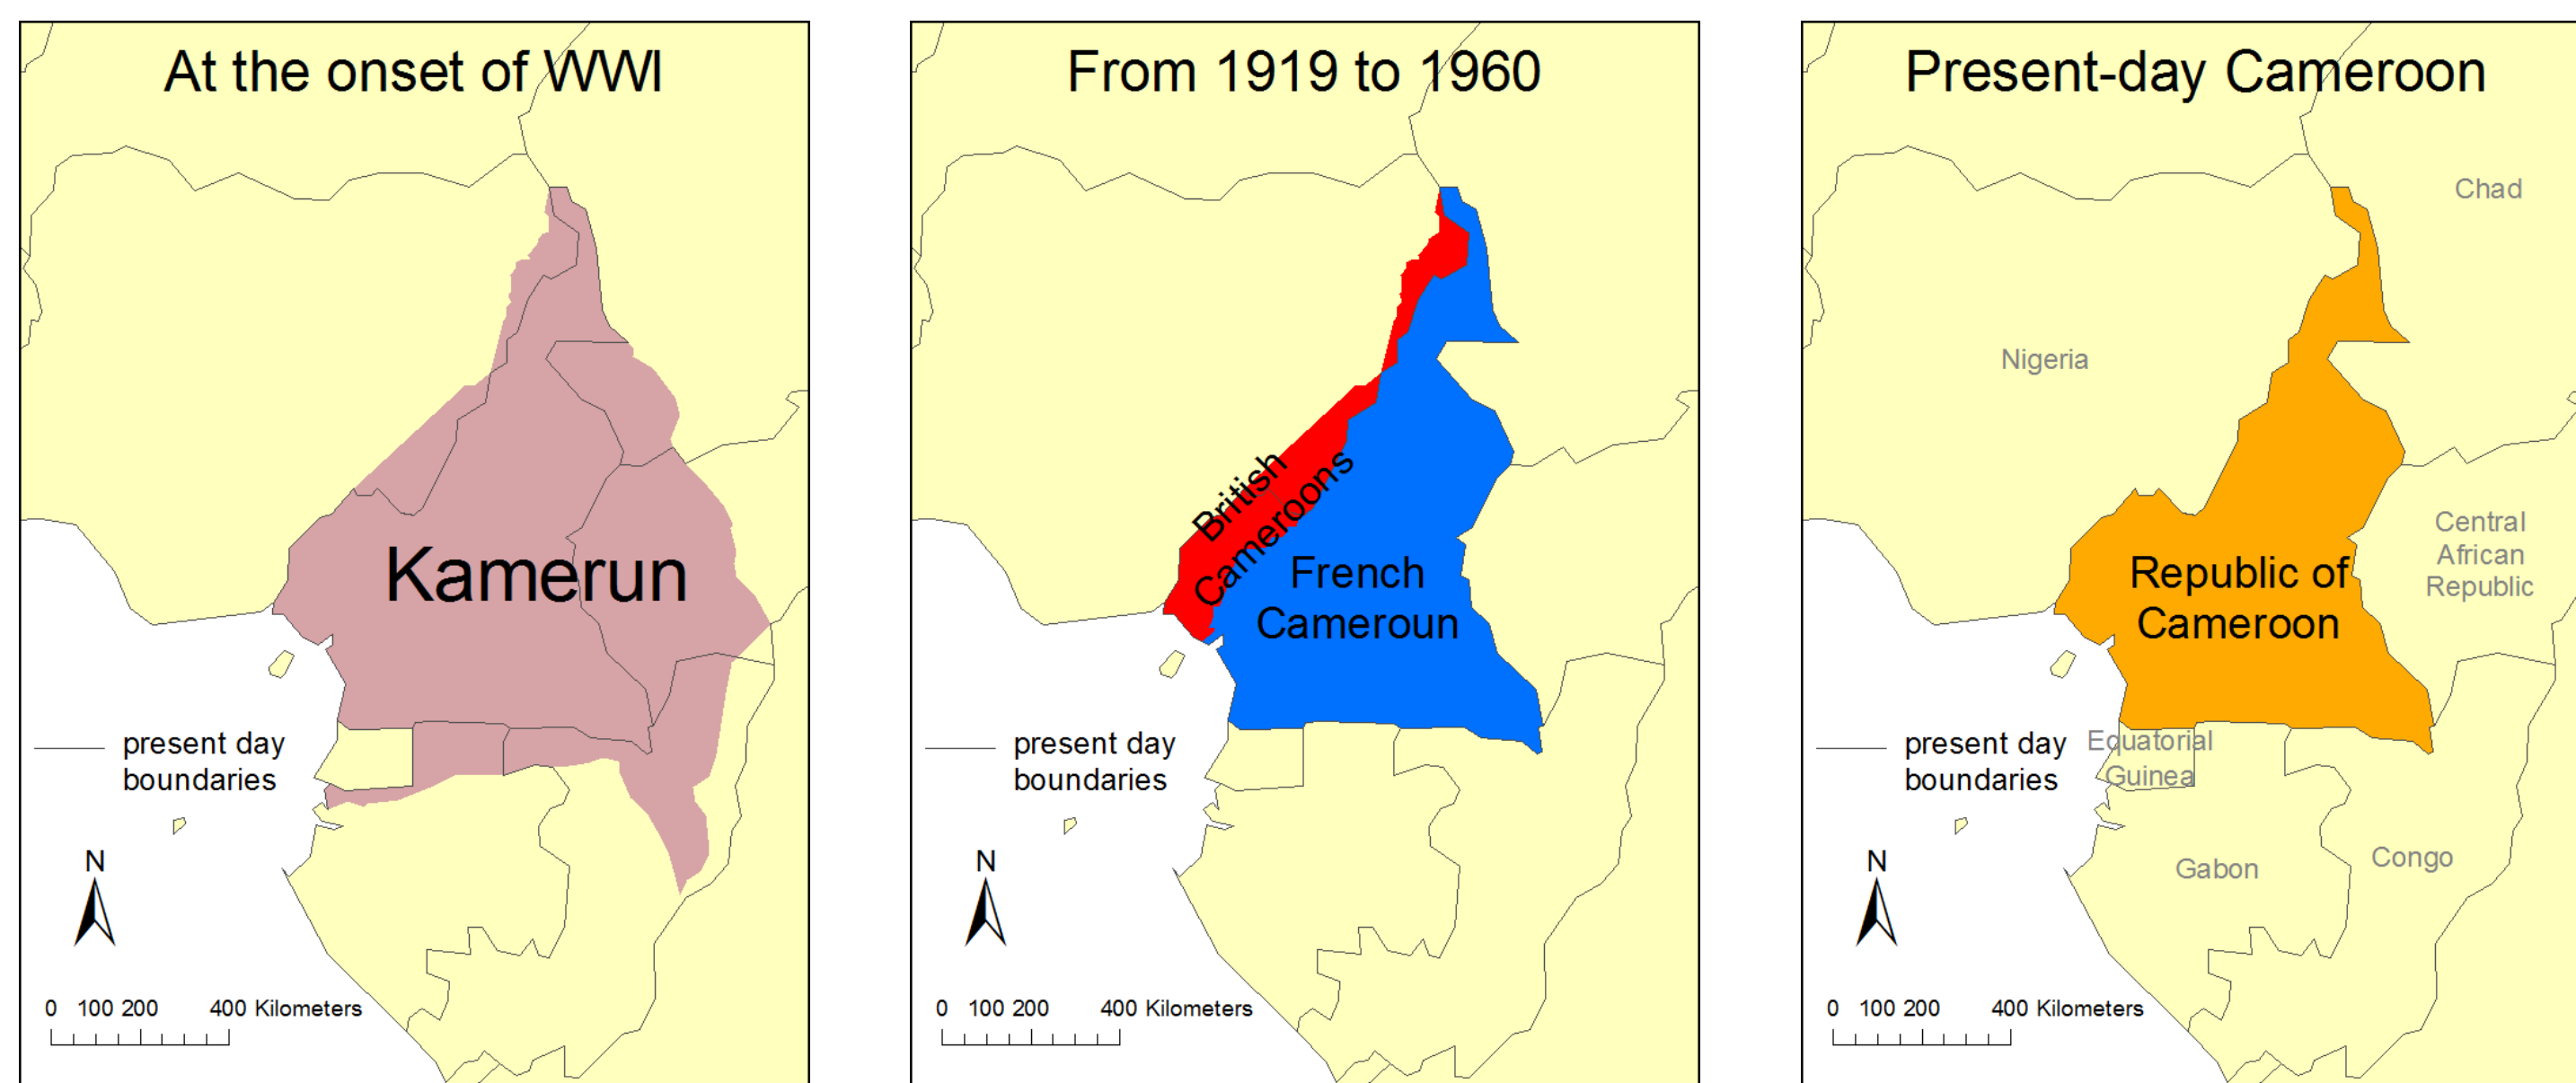 At the onset of WWI
Kamerun
present day
boundaries
N
0 100 200 400 Kilometers
From 1919 to 1960
British
Cameroons
French
Cameroun
present day
boundaries
N
0 100 200 400 Kilometers
Present-day Cameroon
Chad
Nigeria
Central
African
Republic
Republic of
Cameroon
present day
boundaries
Equatorial
Guinea
Gabon
Congo
N
0 100 200 400 Kilometers